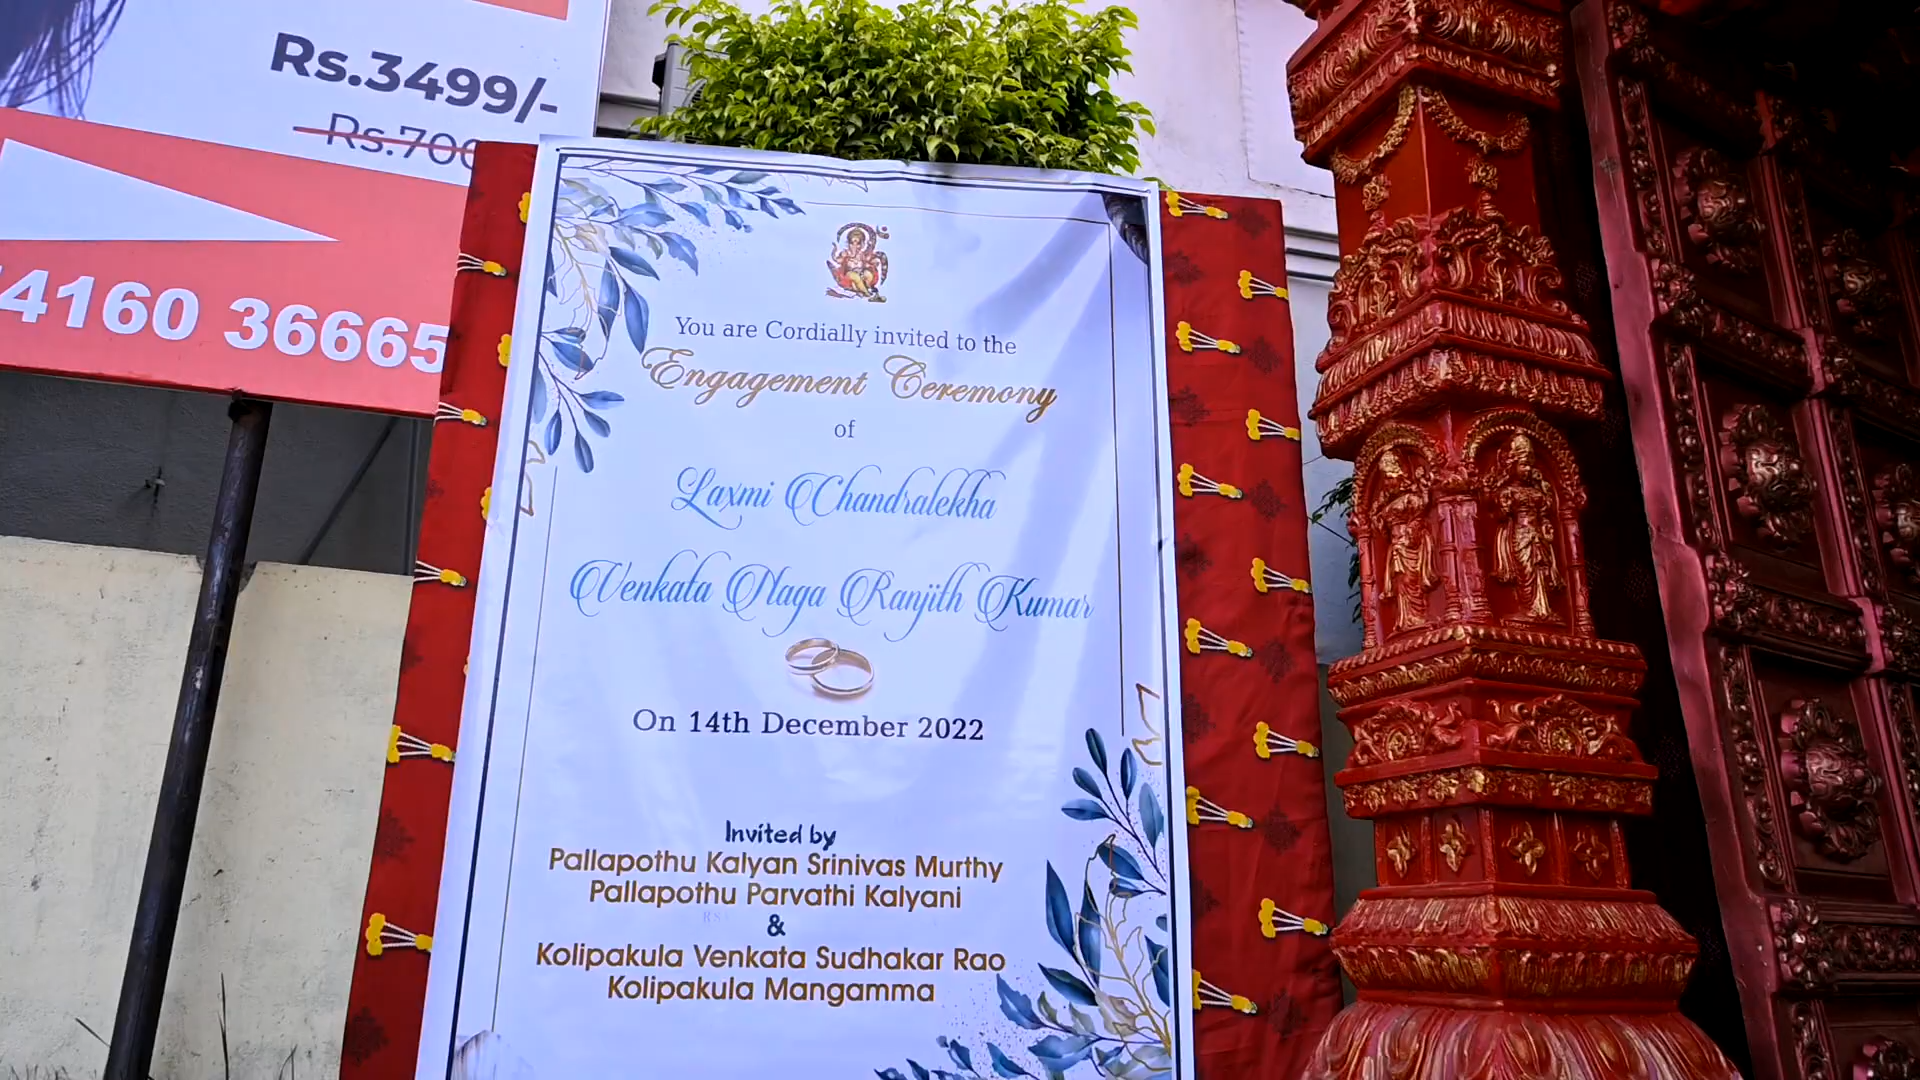 Rs.3499/-
Rs.700
4160 36665
You are Cordially invited to the
Engagement Ceremony
of
Laxmi Chandralekha
Venkata Naga Ranjith Kumar
On 14th December 2022
Invited by
Pallapothu Kalyan Srinivas Murthy
Pallapothu Parvathi Kalyani
&
Kolipakula Venkata Sudhakar Rao
Kolipakula Mangamma